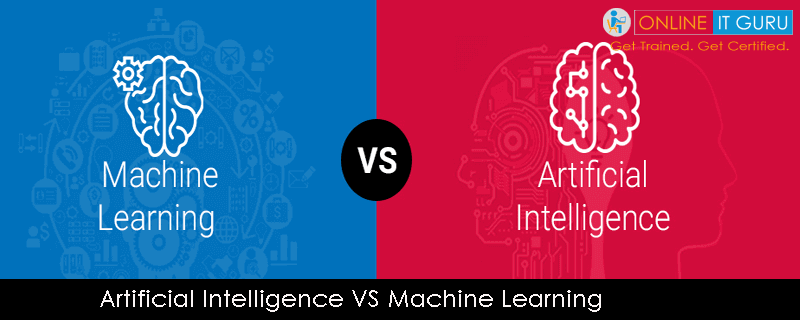 ONLINE IT GURU
Get Trained. Get Certified.
Machine
Learning
VS
Artificial
Intelligence
Artificial Intelligence VS Machine Learning